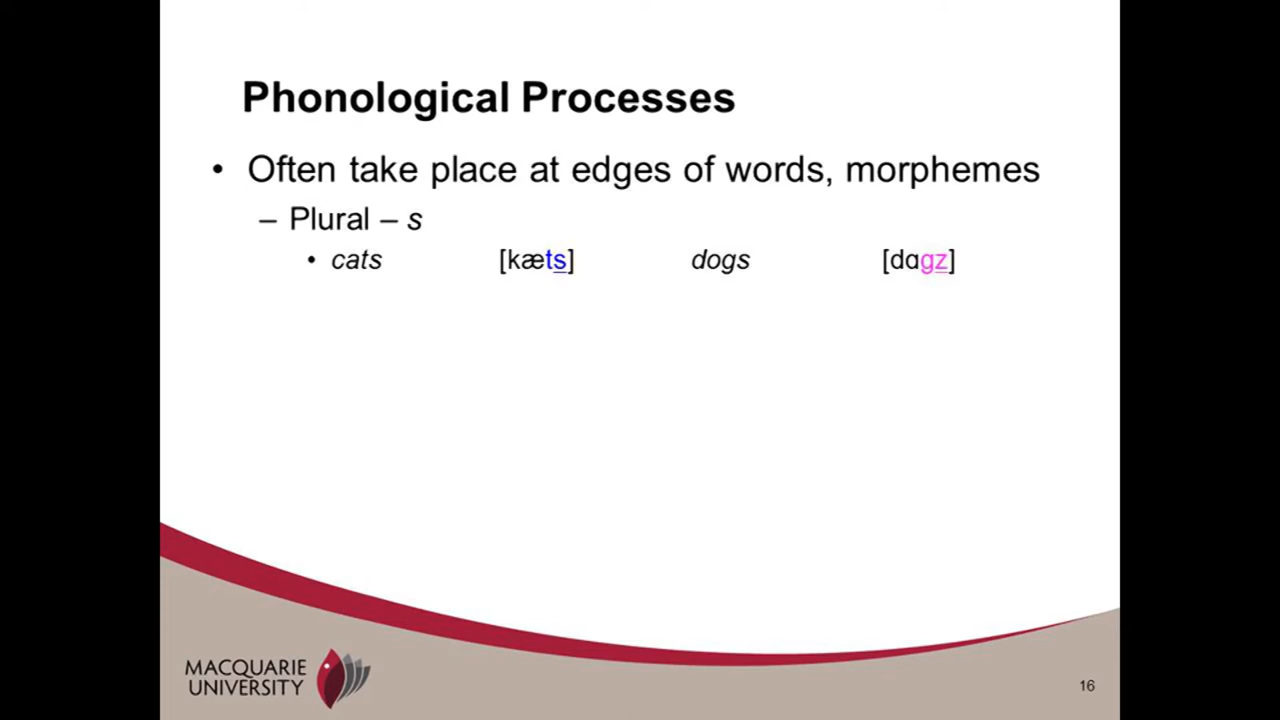 Phonological Processes
• Often take place at edges of words, morphemes
– Plural – s
• cats [kæts] dogs [dɑgz]
MACQUARIE
UNIVERSITY
16